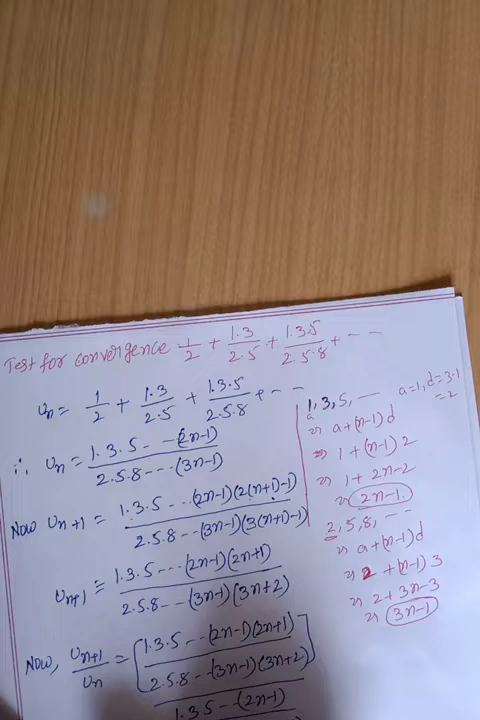 Test for convergence 1/2 + 1.3/2.5 + 1.3.5/2.5.8 + - -
Un = 1/2 + 1.3/2.5 + 1.3.5/2.5.8 + - -
∴ Un = 1.3.5 - - (2n-1) / 2.5.8 - - - (3n-1)
Now Un+1 = 1.3.5 - - (2n-1)(2(n+1)-1) / 2.5.8 - - (3n-1)(3(n+1)-1)
Un+1 = 1.3.5 - - (2n-1)(2n+1) / 2.5.8 - - (3n-1)(3n+2)
Now, Un+1/Un = [1.3.5 - - (2n-1)(2n+1) / 2.5.8 - - (3n-1)(3n+2)]
1.3.5 - - (2n-1)
1,3,5, - - a=1, d=3-1
=2
a
⇒ a+(n-1)d
⇒ 1+(n-1)2
⇒ 1+2n-2
⇒ 2n-1
2,5,8, - -
⇒ a+(n-1)d
⇒ 2+(n-1)3
⇒ 2+3n-3
⇒ 3n-1